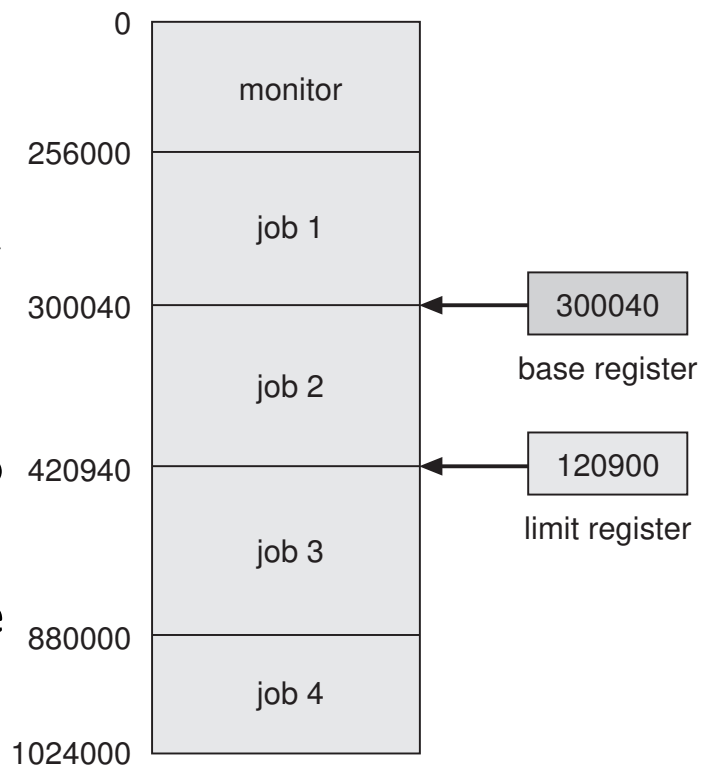 0
monitor
256000
job 1
300040
300040
base register
job 2
420940
120900
limit register
job 3
880000
job 4
1024000